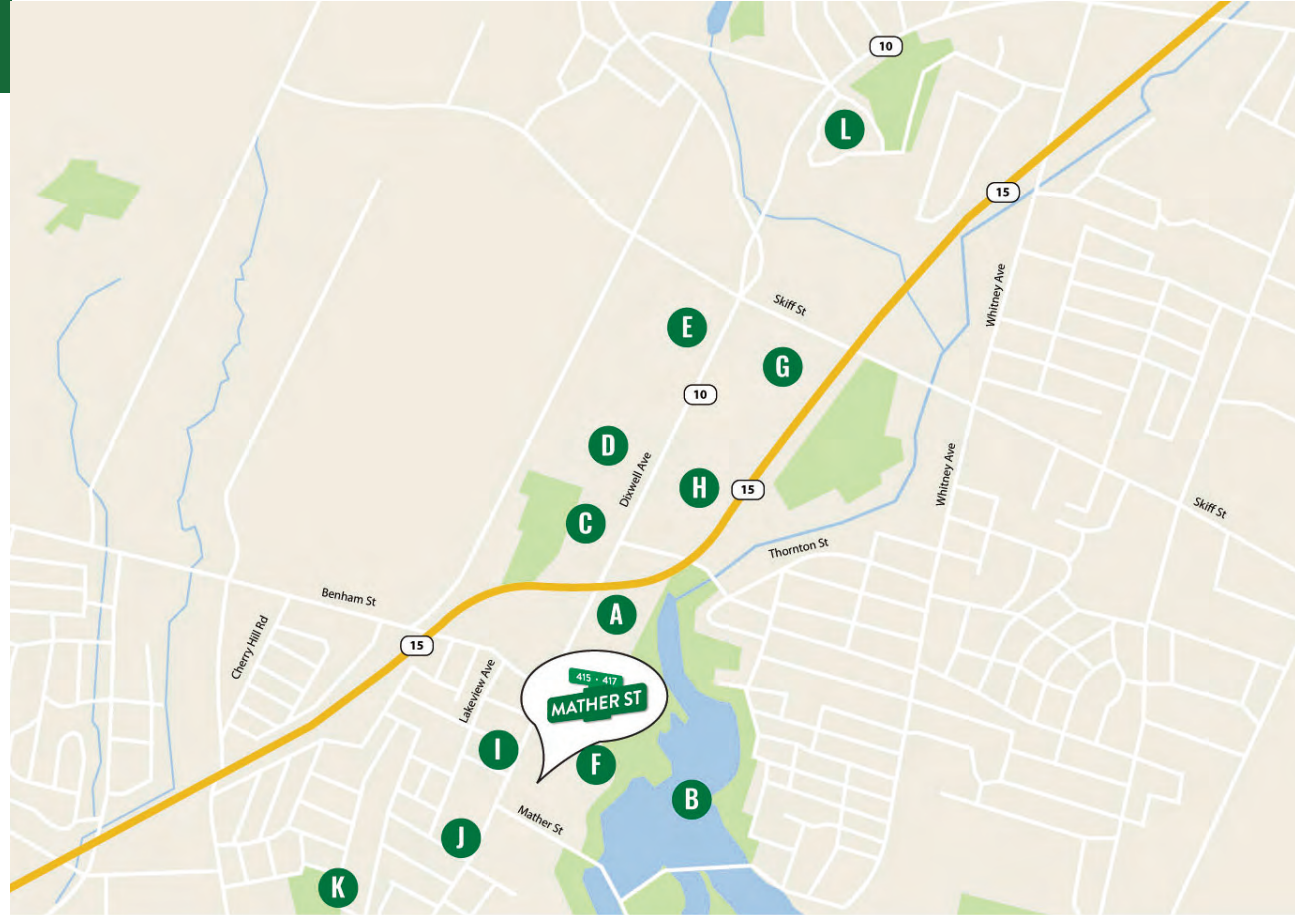 10
L
15
Whitney Ave
Skiff St
E
G
10
D
Dixwell Ave
H
15
Whitney Ave
Skiff St
C
Thornton St
Benham St
A
Cherry Hill Rd
15
Lakeview Ave
415 • 417
MATHER ST
I
F
B
Mather St
J
K